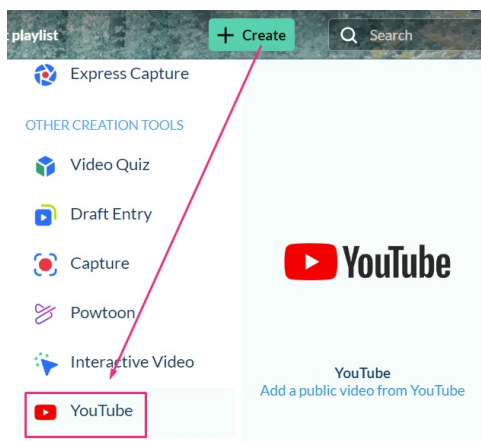 t playlist
+ Create
Search
Express Capture
OTHER CREATION TOOLS
Video Quiz
Draft Entry
Capture
Powtoon
Interactive Video
YouTube
YouTube
YouTube
Add a public video from YouTube